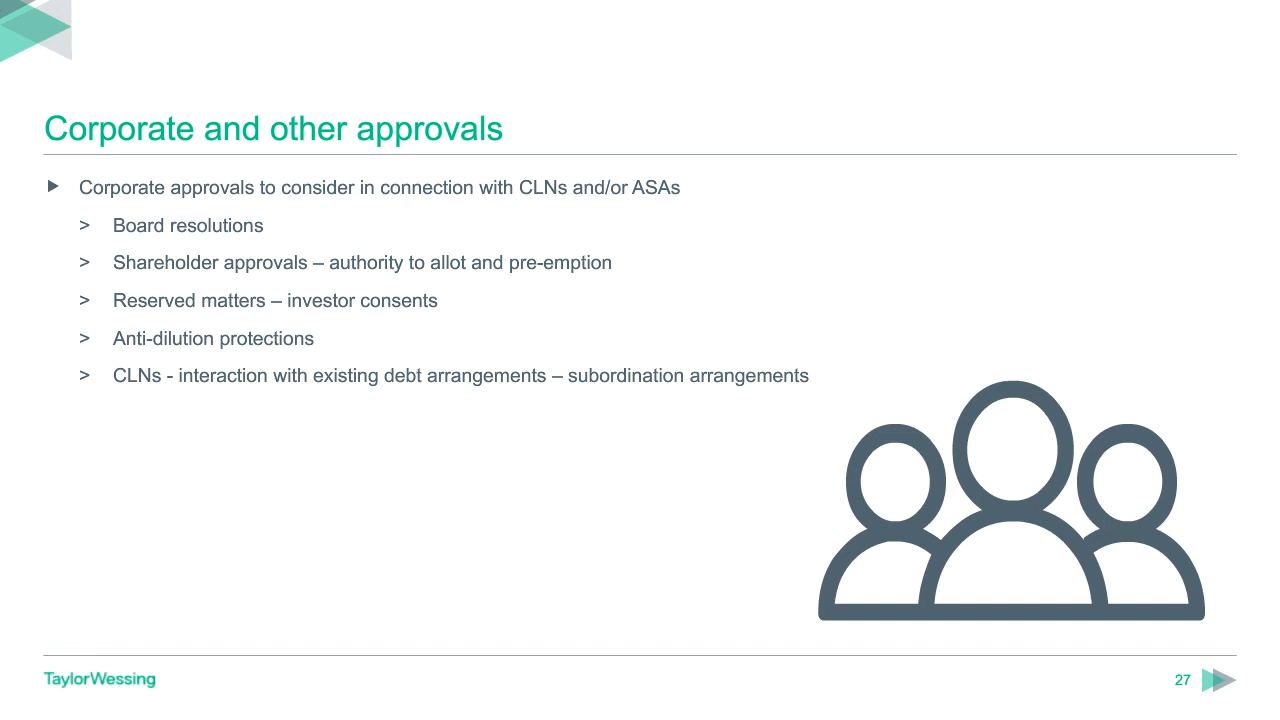 Corporate and other approvals
Corporate approvals to consider in connection with CLNs and/or ASAs
> Board resolutions
> Shareholder approvals – authority to allot and pre-emption
> Reserved matters – investor consents
> Anti-dilution protections
> CLNs - interaction with existing debt arrangements – subordination arrangements
TaylorWessing
27